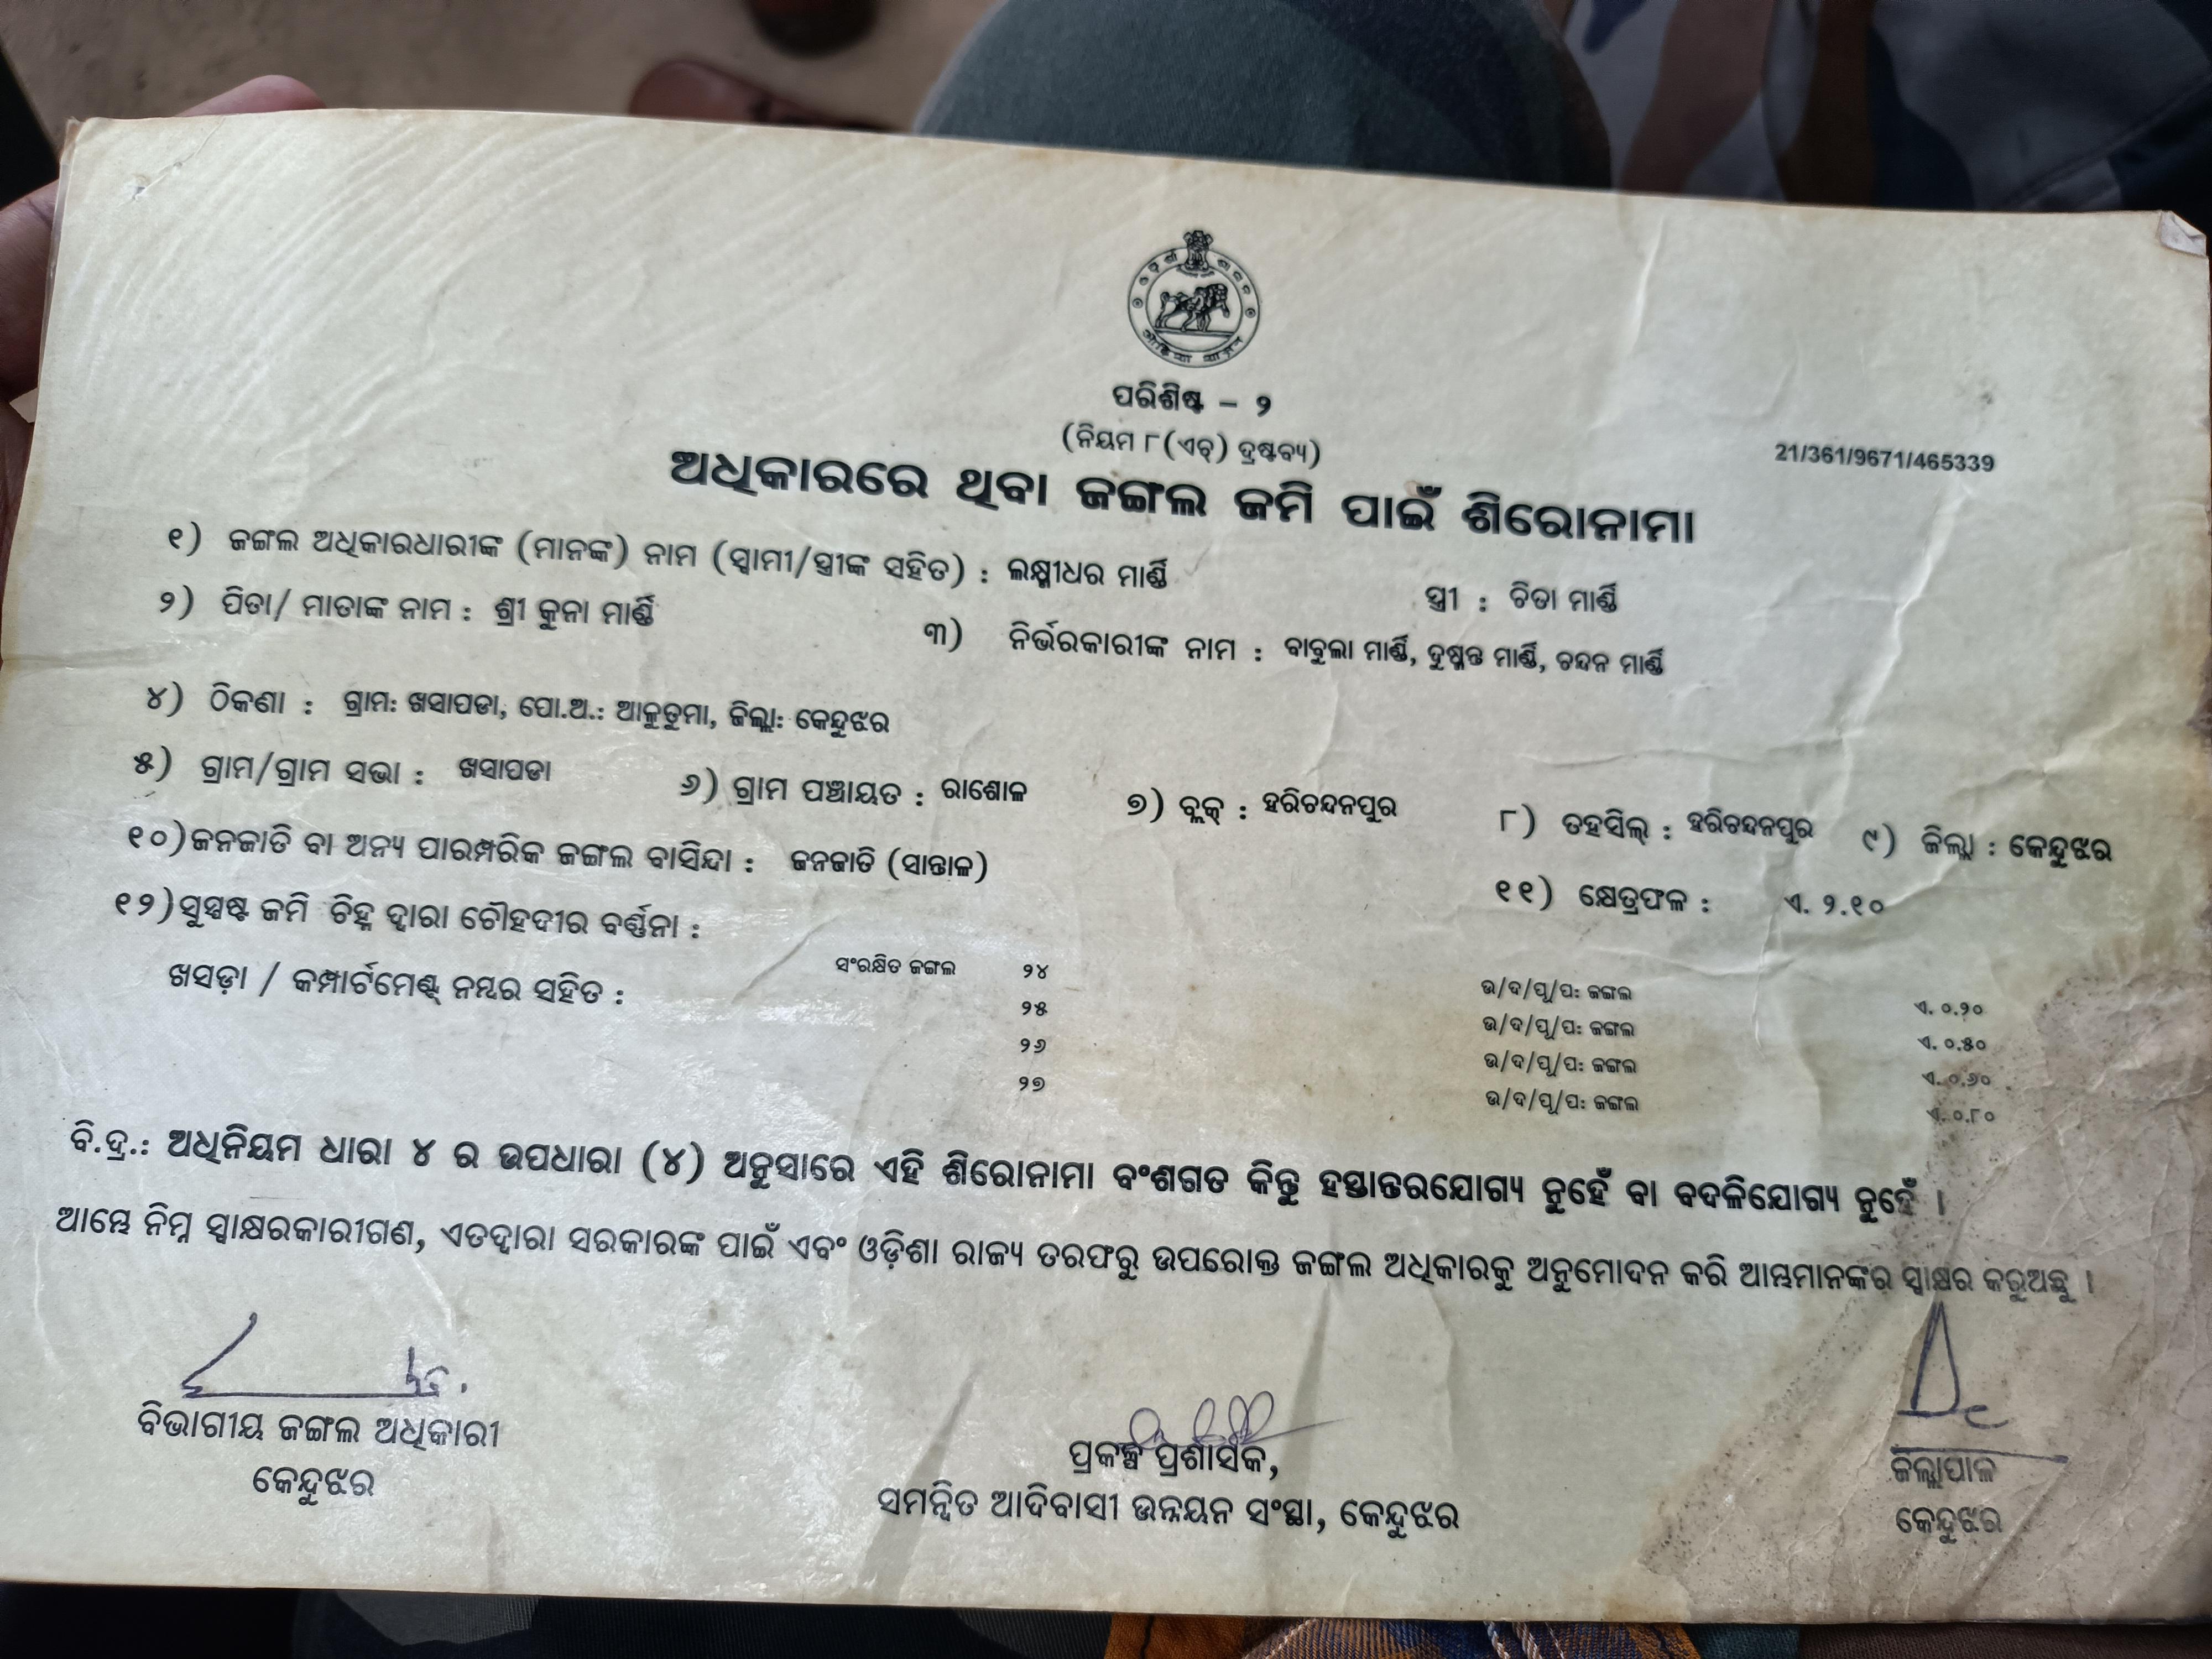 ପରିଶିଷ୍ଟ – ୨
(ନିୟମ ୮(ଏଚ୍) ଦ୍ରଷ୍ଟବ୍ୟ)
21/361/9671/465339
ଅଧିକାରରେ ଥିବା ଜଙ୍ଗଲ ଜମି ପାଇଁ ଶିରୋନାମା
୧) ଜଙ୍ଗଲ ଅଧିକାରଧାରୀଙ୍କ (ମାନଙ୍କ) ନାମ (ସ୍ବାମୀ/ସ୍ତ୍ରୀଙ୍କ ସହିତ) : ଲକ୍ଷ୍ମୀଧର ମାର୍ଣ୍ଡି ସ୍ତ୍ରୀ : ଚିତା ମାର୍ଣ୍ଡି
୨) ପିତା/ ମାତାଙ୍କ ନାମ : ଶ୍ରୀ କୁନା ମାର୍ଣ୍ଡି ୩) ନିର୍ଭରକାରୀଙ୍କ ନାମ : ବାବୁଲା ମାର୍ଣ୍ଡି, ଦୁଷ୍ମନ୍ତ ମାର୍ଣ୍ଡି, ଚନ୍ଦନ ମାର୍ଣ୍ଡି
୪) ଠିକଣା : ଗ୍ରାମ: ଖସାପଡା, ପୋ.ଅ.: ଆଳୁତୁମା, ଜିଲ୍ଲା: କେନ୍ଦୁଝର
୫) ଗ୍ରାମ/ଗ୍ରାମ ସଭା : ଖସାପଡା ୬) ଗ୍ରାମ ପଞ୍ଚାୟତ : ରାଶୋଳ ୭) ବ୍ଲକ୍ : ହରିଚନ୍ଦନପୁର ୮) ତହସିଲ୍ : ହରିଚନ୍ଦନପୁର ୯) ଜିଲ୍ଲା : କେନ୍ଦୁଝର
୧୦) ଜନଜାତି ବା ଅନ୍ୟ ପାରମ୍ପରିକ ଜଙ୍ଗଲ ବାସିନ୍ଦା : ଜନଜାତି (ସାନ୍ତାଳ) ୧୧) କ୍ଷେତ୍ରଫଳ : ଏ. ୨.୧୦
୧୨) ସୁସ୍ପଷ୍ଟ ଜମି ଚିହ୍ନ ଦ୍ୱାରା ଚୌହଦୀର ବର୍ଣ୍ଣନା :
ଖସଡ଼ା / କମ୍ପାର୍ଟମେଣ୍ଟ୍ ନମ୍ବର ସହିତ : ସଂରକ୍ଷିତ ଜଙ୍ଗଲ ୨୪ ଉ/ଦ/ପୂ/ପ: ଜଙ୍ଗଲ ଏ. ୦.୨୦
୨୫ ଉ/ଦ/ପୂ/ପ: ଜଙ୍ଗଲ ଏ. ୦.୫୦
୨୬ ଉ/ଦ/ପୂ/ପ: ଜଙ୍ଗଲ ଏ. ୦.୬୦
୨୭ ଉ/ଦ/ପୂ/ପ: ଜଙ୍ଗଲ ଏ. ୦.୮୦
ବି.ଦ୍ର.: ଅଧିନିୟମ ଧାରା ୪ ର ଉପଧାରା (୪) ଅନୁସାରେ ଏହି ଶିରୋନାମା ବଂଶଗତ କିନ୍ତୁ ହସ୍ତାନ୍ତରଯୋଗ୍ୟ ନୁହେଁ ବା ବଦଳିଯୋଗ୍ୟ ନୁହେଁ ।
ଆମ୍ଭେ ନିମ୍ନ ସ୍ୱାକ୍ଷରକାରୀଗଣ, ଏତଦ୍ୱାରା ସରକାରଙ୍କ ପାଇଁ ଏବଂ ଓଡ଼ିଶା ରାଜ୍ୟ ତରଫରୁ ଉପରୋକ୍ତ ଜଙ୍ଗଲ ଅଧିକାରକୁ ଅନୁମୋଦନ କରି ଆମ୍ଭମାନଙ୍କର ସ୍ୱାକ୍ଷର କରୁଅଛୁ ।
ବିଭାଗୀୟ ଜଙ୍ଗଲ ଅଧିକାରୀ
କେନ୍ଦୁଝର
ପ୍ରକଳ୍ପ ପ୍ରଶାସକ,
ସମନ୍ୱିତ ଆଦିବାସୀ ଉନ୍ନୟନ ସଂସ୍ଥା, କେନ୍ଦୁଝର
ଜିଲ୍ଲାପାଳ
କେନ୍ଦୁଝର